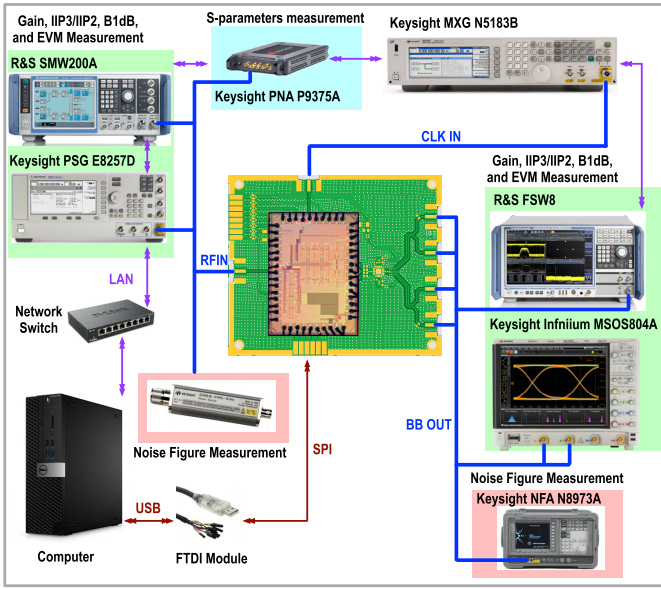 Gain, IIP3/IIP2, B1dB,
and EVM Measurement
R&S SMW200A
Keysight PSG E8257D
S-parameters measurement
Keysight PNA P9375A
Keysight MXG N5183B
CLK IN
Gain, IIP3/IIP2, B1dB,
and EVM Measurement
R&S FSW8
RFIN
LAN
Network
Switch
Keysight Infniium MSOS804A
BB OUT
Noise Figure Measurement
SPI
Noise Figure Measurement
Keysight NFA N8973A
USB
Computer
FTDI Module